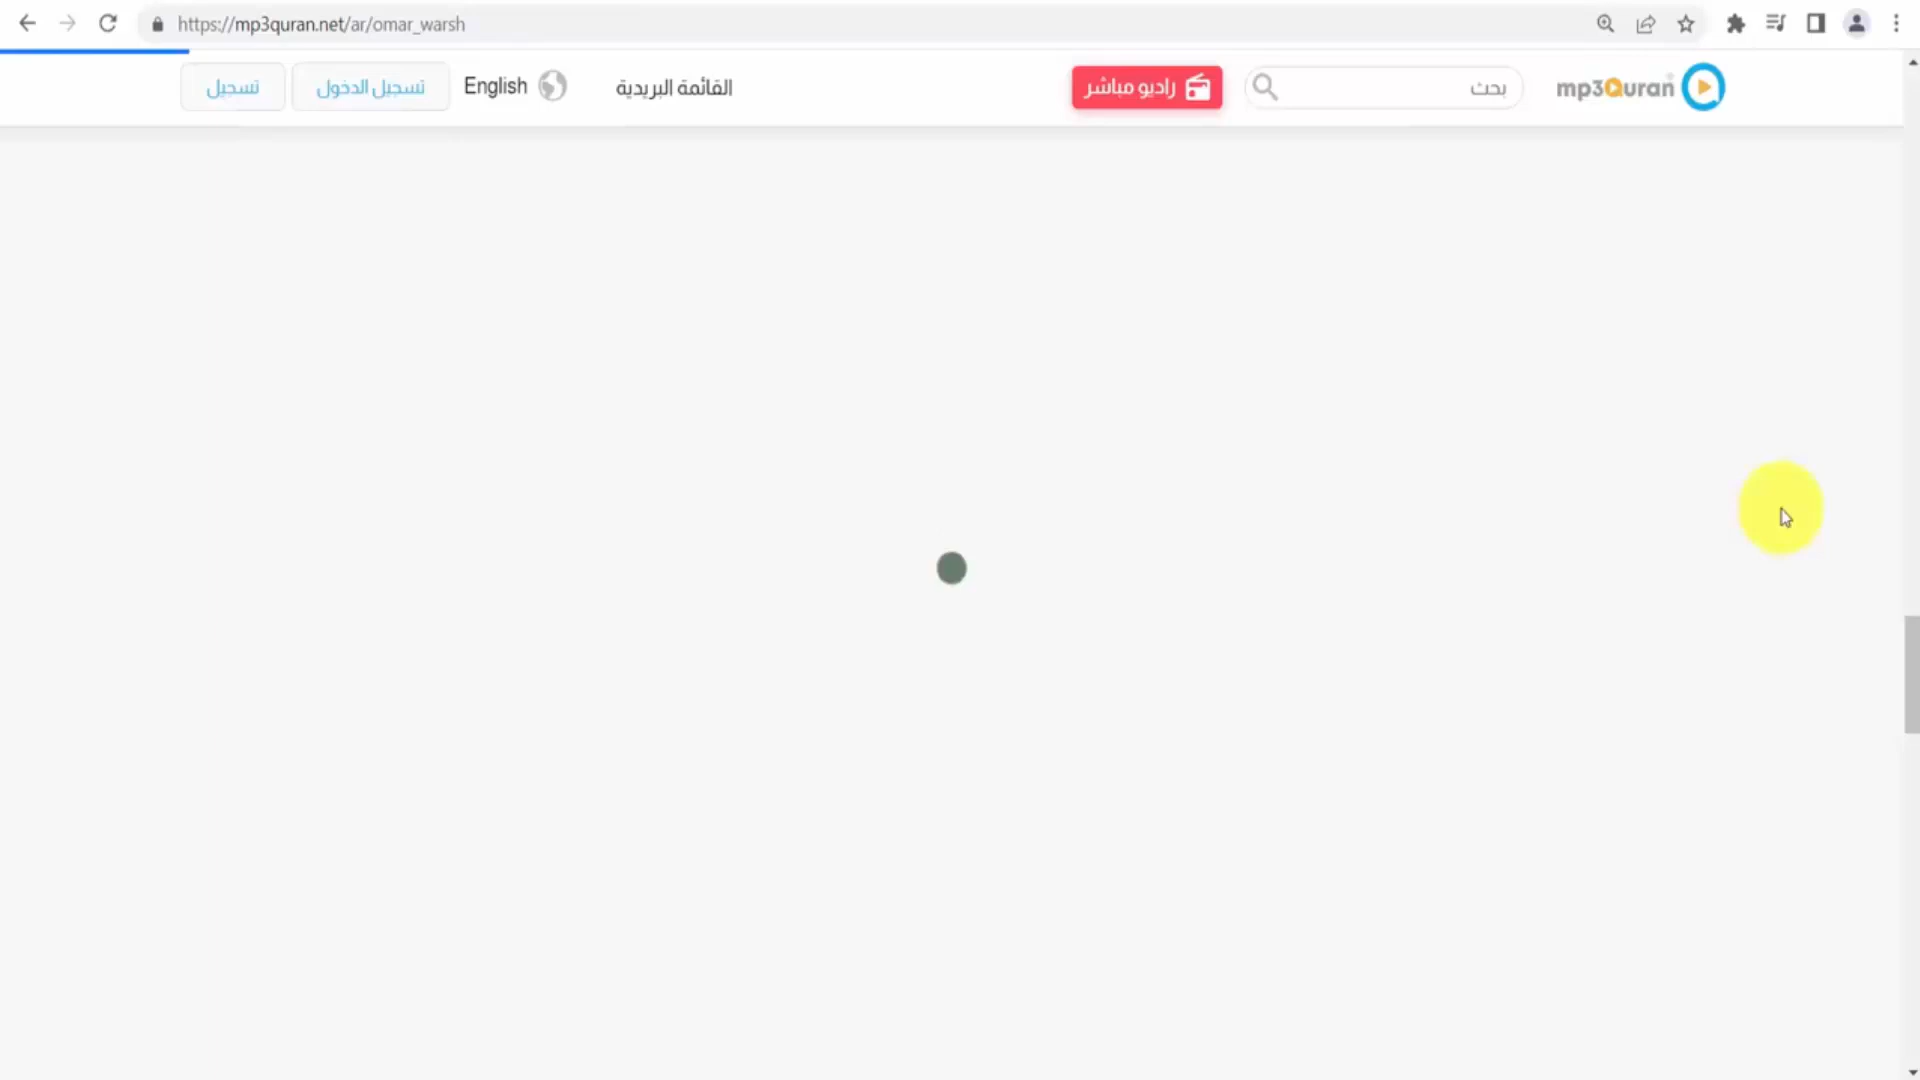 https://mp3quran.net/ar/omar_warsh
mp3Quran
بحث
راديو مباشر
القائمة البريدية
English
تسجيل الدخول
تسجيل